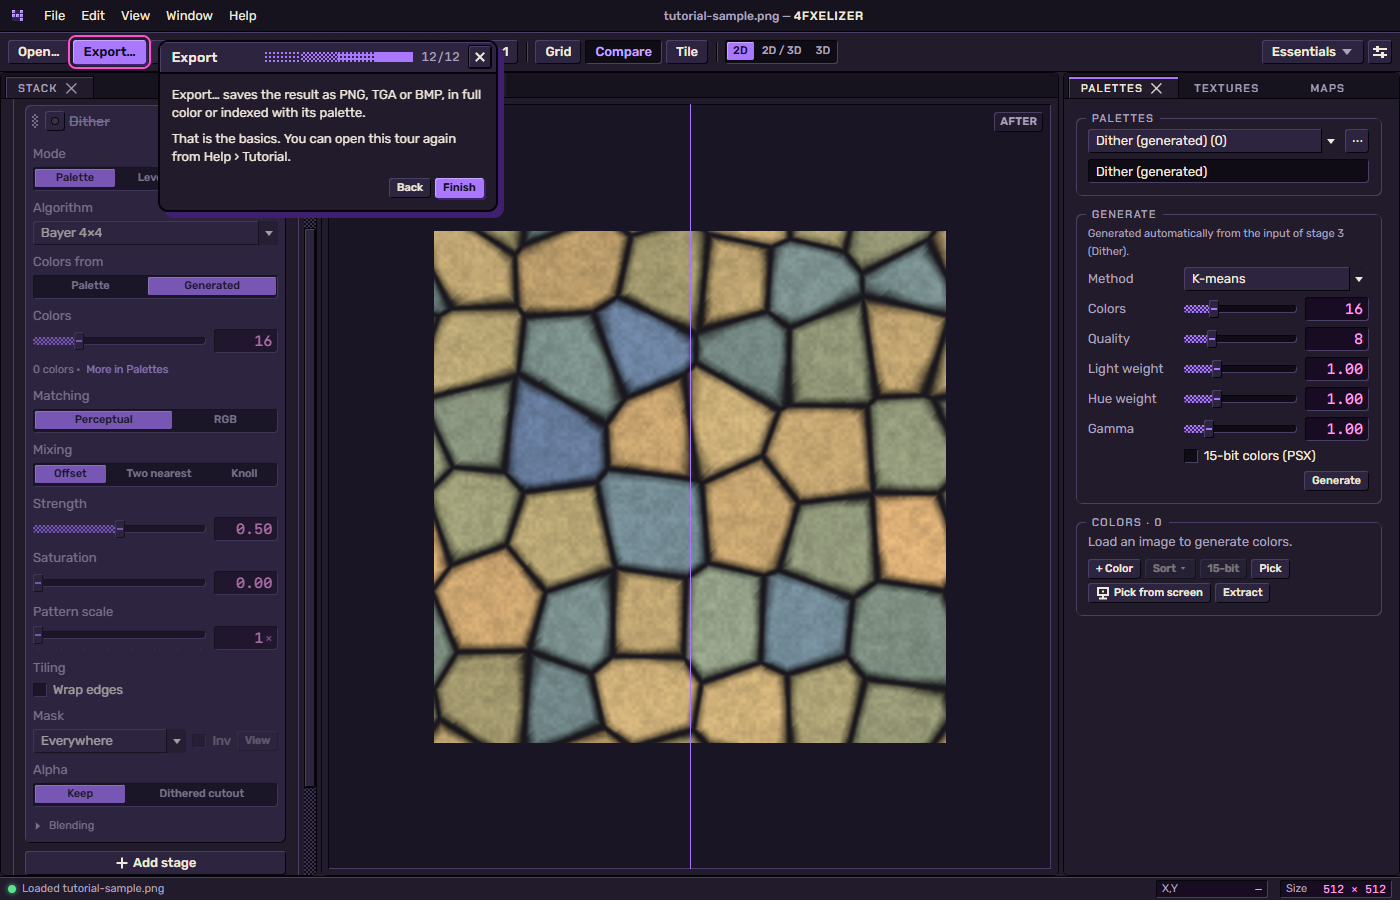 File Edit View Window Help
tutorial-sample.png — 4FXELIZER
Open... Export... 1 Grid Compare Tile 2D 2D / 3D 3D Essentials
Export 12/12
Export... saves the result as PNG, TGA or BMP, in full
color or indexed with its palette.
That is the basics. You can open this tour again
from Help › Tutorial.
Back Finish
STACK
Dither
Mode
Palette
Algorithm
Bayer 4×4
Colors from
Palette Generated
Colors
16
0 colors • More in Palettes
Matching
Perceptual RGB
Mixing
Offset Two nearest Knoll
Strength
0.50
Saturation
0.00
Pattern scale
1×
Tiling
Wrap edges
Mask
Everywhere Inv View
Alpha
Keep Dithered cutout
Blending
+ Add stage
AFTER
PALETTES TEXTURES MAPS
PALETTES
Dither (generated) (0) ...
Dither (generated)
GENERATE
Generated automatically from the input of stage 3
(Dither).
Method K-means
Colors 16
Quality 8
Light weight 1.00
Hue weight 1.00
Gamma 1.00
15-bit colors (PSX)
Generate
COLORS · 0
Load an image to generate colors.
+ Color Sort 15-bit Pick
Pick from screen Extract
Loaded tutorial-sample.png
X,Y – Size 512 × 512